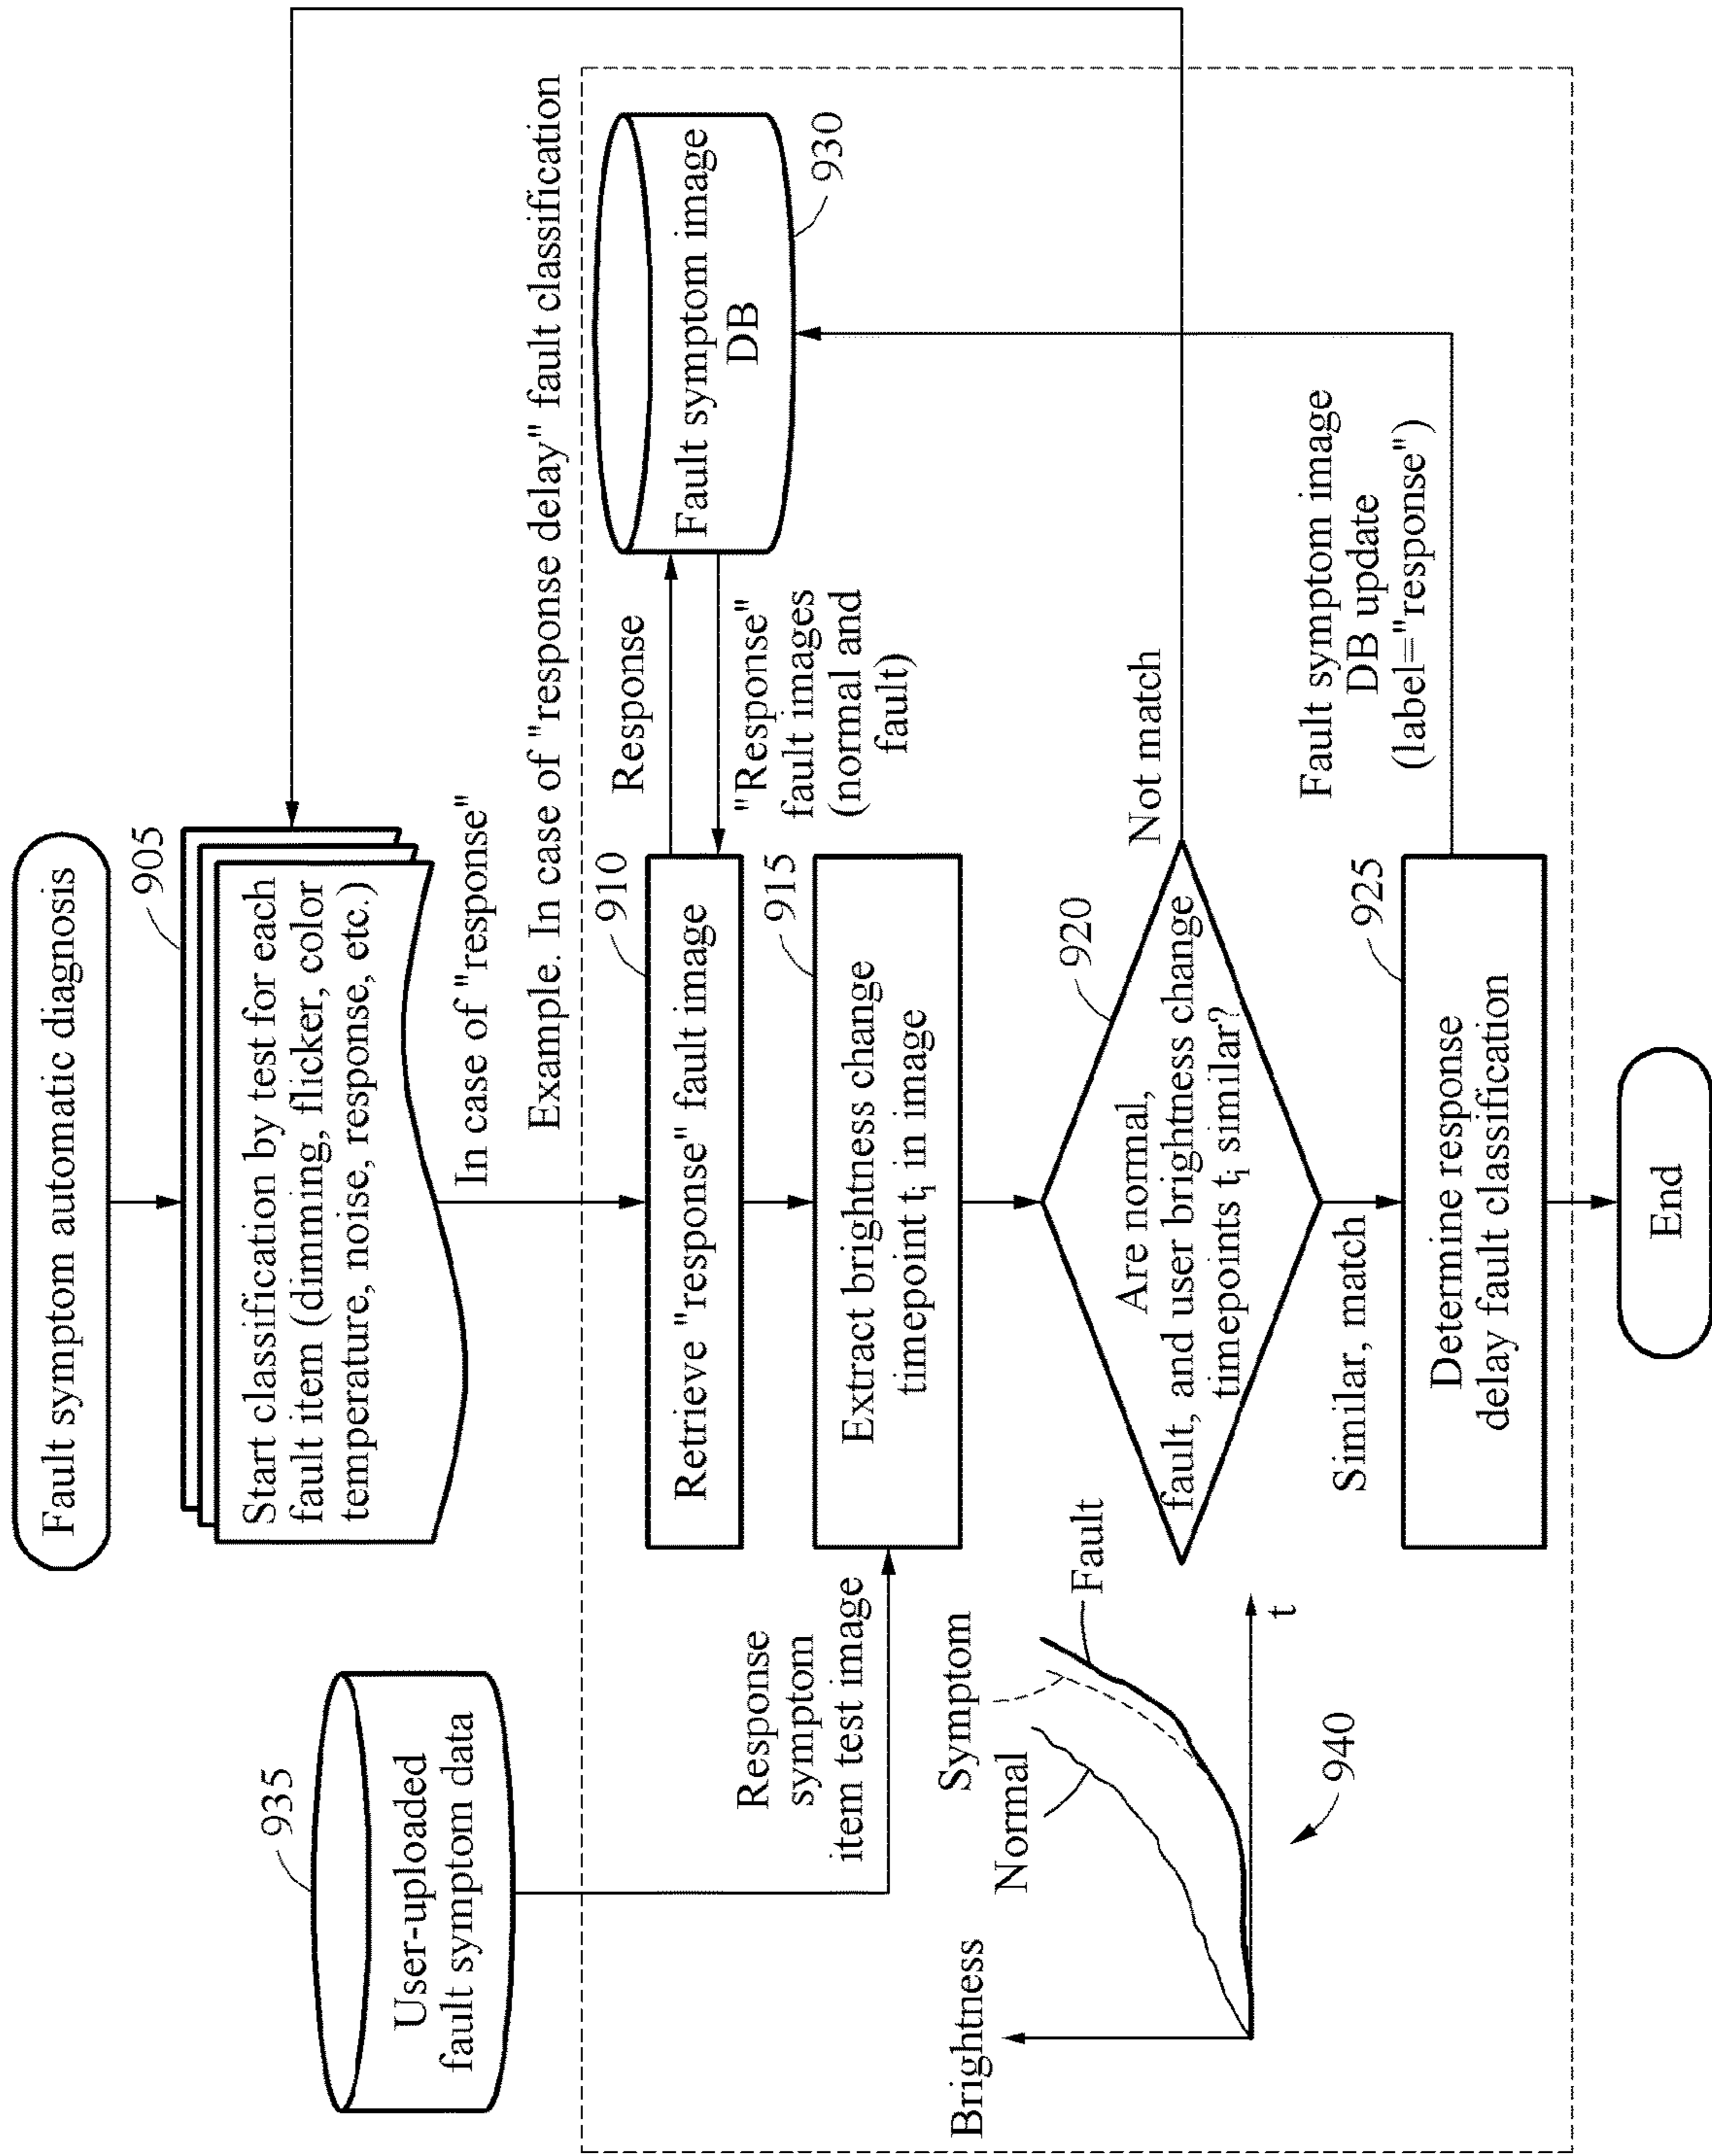 Fault symptom automatic diagnosis
905
Start classification by test for each
fault item (dimming, flicker, color
temperature, noise, response, etc.)
In case of "response"
Example. In case of "response delay" fault classification
935
User-uploaded
fault symptom data
910
Retrieve "response" fault image
Response
"Response"
fault images
(normal and
fault)
Fault symptom image
DB
930
Response
symptom
item test image
915
Extract brightness change
timepoint ti in image
920
Are normal,
fault, and user brightness change
timepoints ti similar?
Not match
Similar, match
Brightness
Normal
Symptom
Fault
t
940
925
Determine response
delay fault classification
Fault symptom image
DB update
(label="response")
End